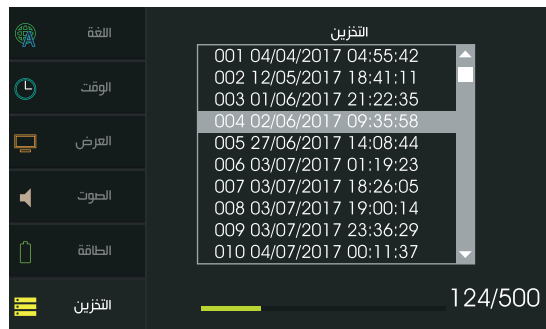 اللغة
الوقت
العرض
الصوت
الطاقة
التخزين
التخزين
001 04/04/2017 04:55:42
002 12/05/2017 18:41:11
003 01/06/2017 21:22:35
004 02/06/2017 09:35:58
005 27/06/2017 14:08:44
006 03/07/2017 01:19:23
007 03/07/2017 18:26:05
008 03/07/2017 19:00:14
009 03/07/2017 23:36:29
010 04/07/2017 00:11:37
124/500